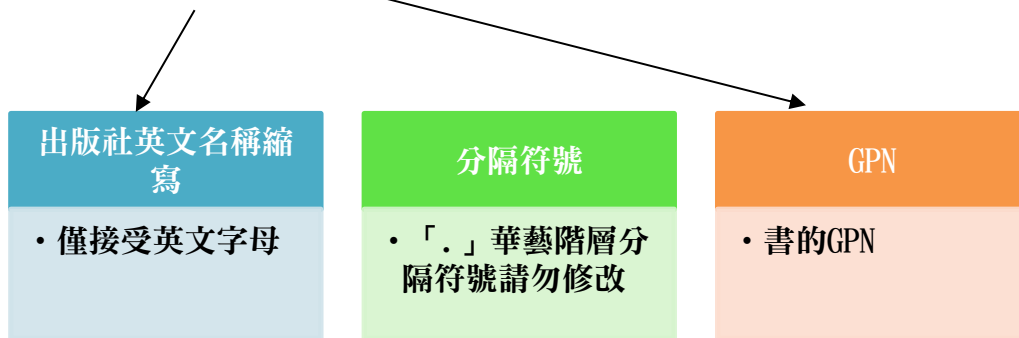 出版社英文名稱縮
寫
・僅接受英文字母
分隔符號
・「.」華藝階層分
隔符號請勿修改
GPN
・書的GPN